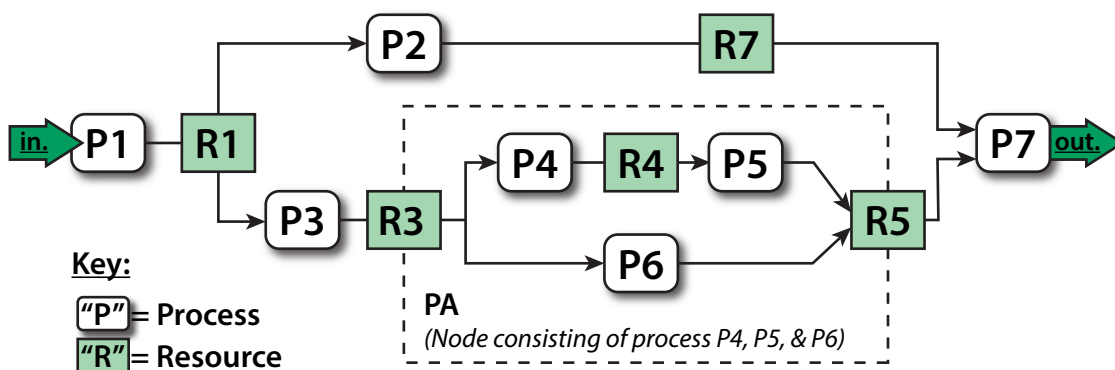 P2
R7
in.
P1
R1
P7
out.
P4
R4
P5
P3
R3
R5
P6
Key:
“P” = Process
“R” = Resource
PA
(Node consisting of process P4, P5, & P6)